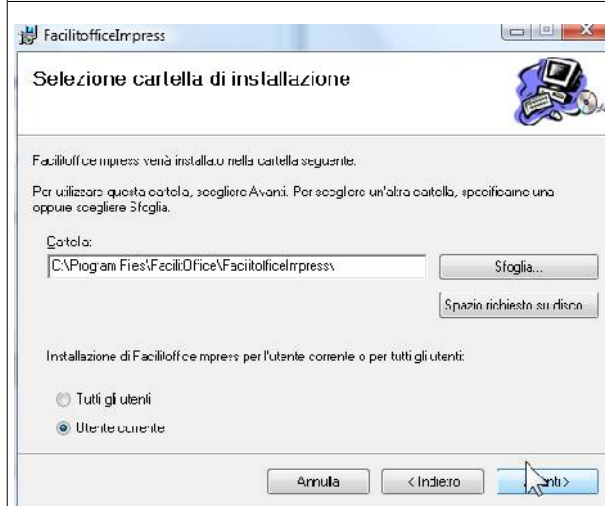 FacilitofficeImpress
Selezione cartella di installazione
FacilitofficeImpress verrà installato nella cartella seguente.
Per utilizzare questa cartella, scegliere Avanti. Per scegliere un'altra cartella, specificarne una
oppure scegliere Sfoglia.
Cartella:
C:\Program Files\FacilitOffice\FacilitofficeImpress\
Sfoglia...
Spazio richiesto su disco...
Installazione di FacilitofficeImpress per l'utente corrente o per tutti gli utenti:
Tutti gli utenti
Utente corrente
Annulla
< Indietro
Avanti >